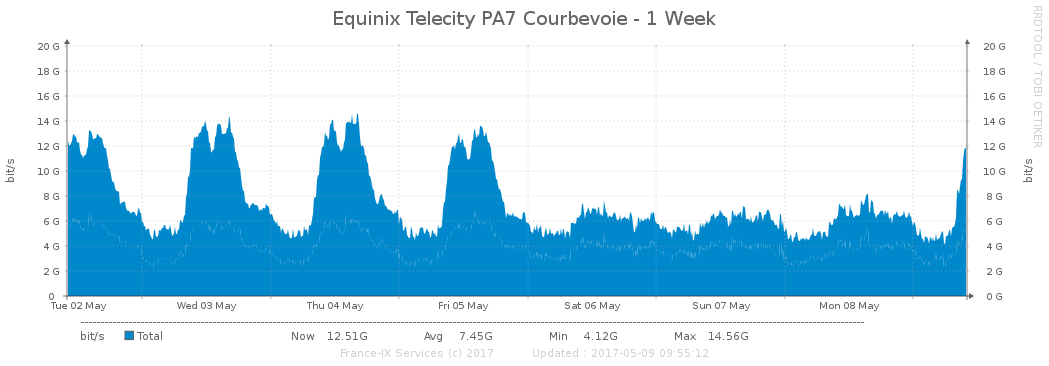 Equinix Telecity PA7 Courbevoie - 1 Week
RRDTOOL / TOBI OETIKER
20 G 20 G
18 G 18 G
16 G 16 G
14 G 14 G
12 G 12 G
10 G 10 G
8 G 8 G
6 G 6 G
4 G 4 G
2 G 2 G
0 0 G
bit/s bit/s
Tue 02 May Wed 03 May Thu 04 May Fri 05 May Sat 06 May Sun 07 May Mon 08 May
bit/s Total Now 12.51G Avg 7.45G Min 4.12G Max 14.56G
France-IX Services (c) 2017 Updated : 2017-05-09 09:55:12